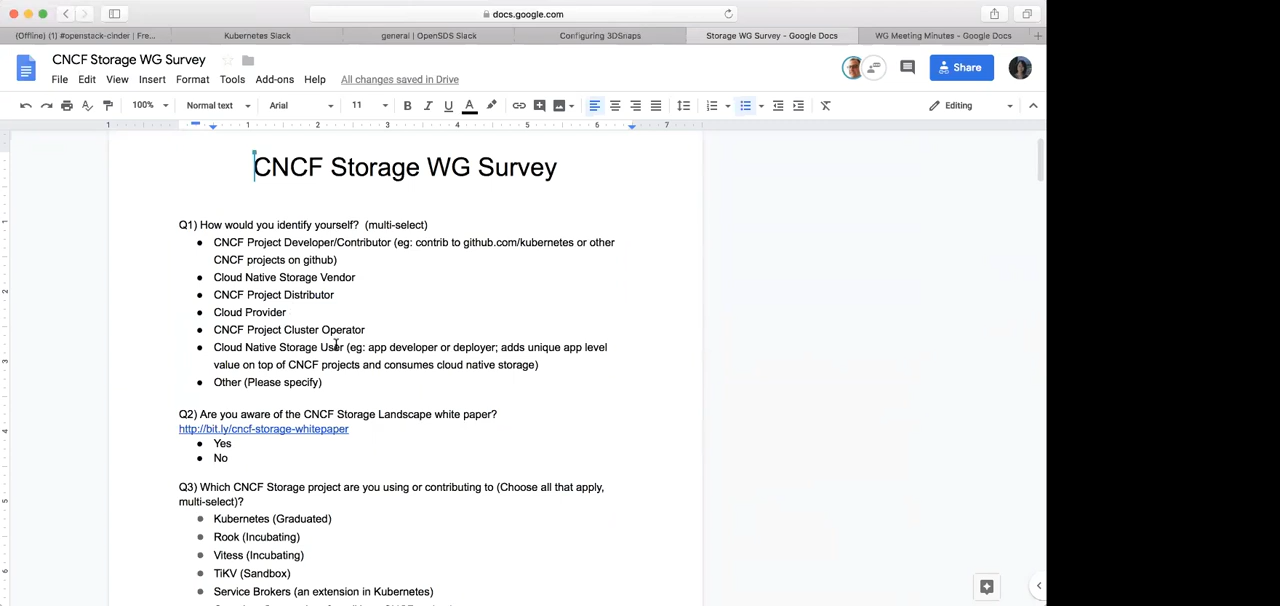 docs.google.com
(Offline) (1) #openstack-cinder | Fre...
Kubernetes Slack
general | OpenSDS Slack
Configuring 3DSnaps
Storage WG Survey - Google Docs
WG Meeting Minutes - Google Docs
CNCF Storage WG Survey
File Edit View Insert Format Tools Add-ons Help All changes saved in Drive
Share
100% Normal text Arial 11 B I U A Editing
1 1 2 3 4 5 6 7
CNCF Storage WG Survey
Q1) How would you identify yourself? (multi-select)
● CNCF Project Developer/Contributor (eg: contrib to github.com/kubernetes or other
CNCF projects on github)
● Cloud Native Storage Vendor
● CNCF Project Distributor
● Cloud Provider
● CNCF Project Cluster Operator
● Cloud Native Storage User (eg: app developer or deployer; adds unique app level
value on top of CNCF projects and consumes cloud native storage)
● Other (Please specify)
Q2) Are you aware of the CNCF Storage Landscape white paper?
http://bit.ly/cncf-storage-whitepaper
● Yes
● No
Q3) Which CNCF Storage project are you using or contributing to (Choose all that apply,
multi-select)?
● Kubernetes (Graduated)
● Rook (Incubating)
● Vitess (Incubating)
● TiKV (Sandbox)
● Service Brokers (an extension in Kubernetes)